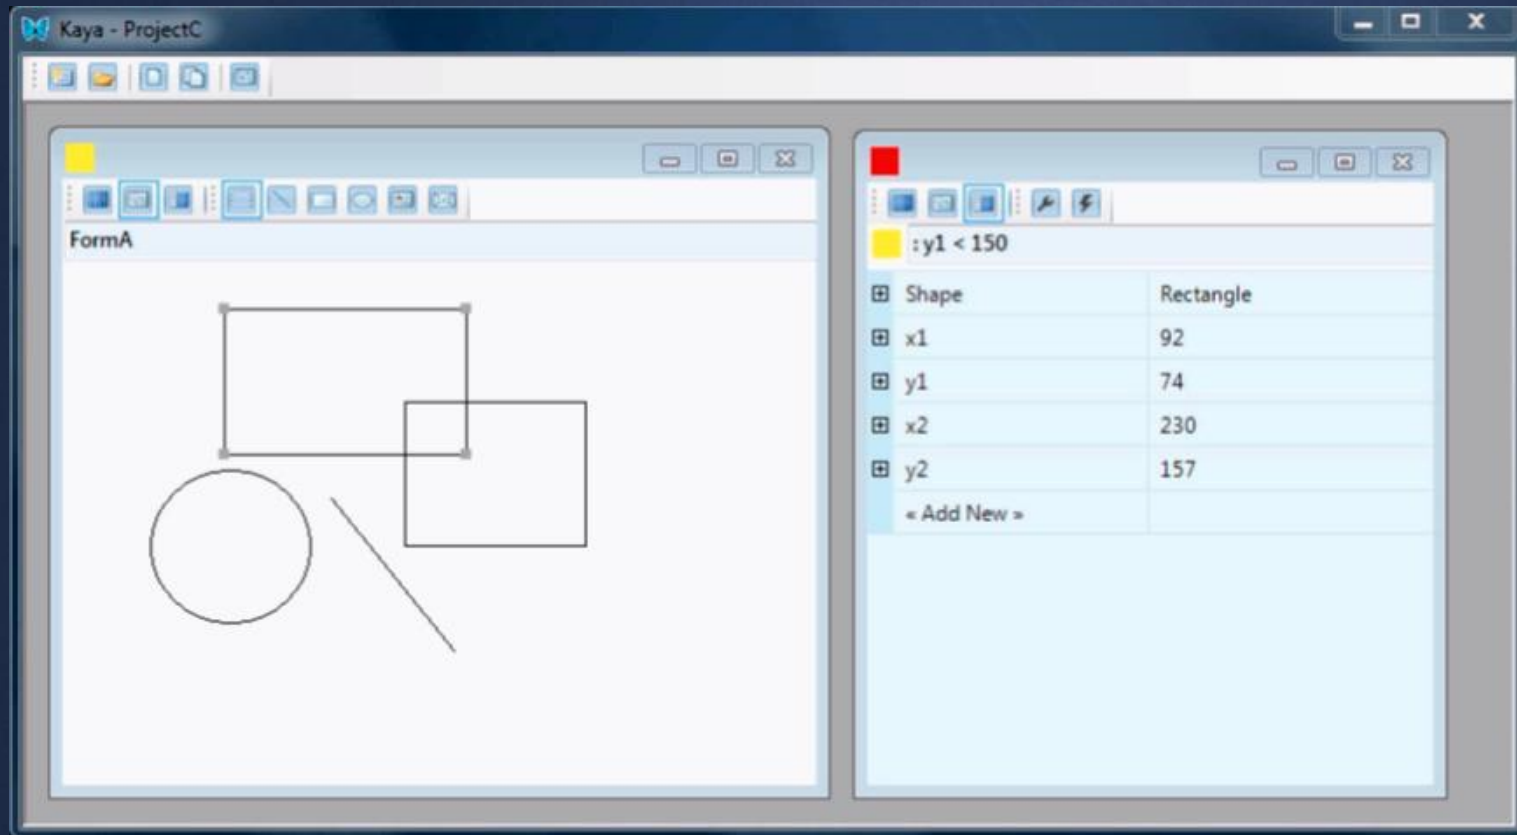 Kaya - ProjectC
FormA
: y1 < 150
Shape Rectangle
x1 92
y1 74
x2 230
y2 157
« Add New »